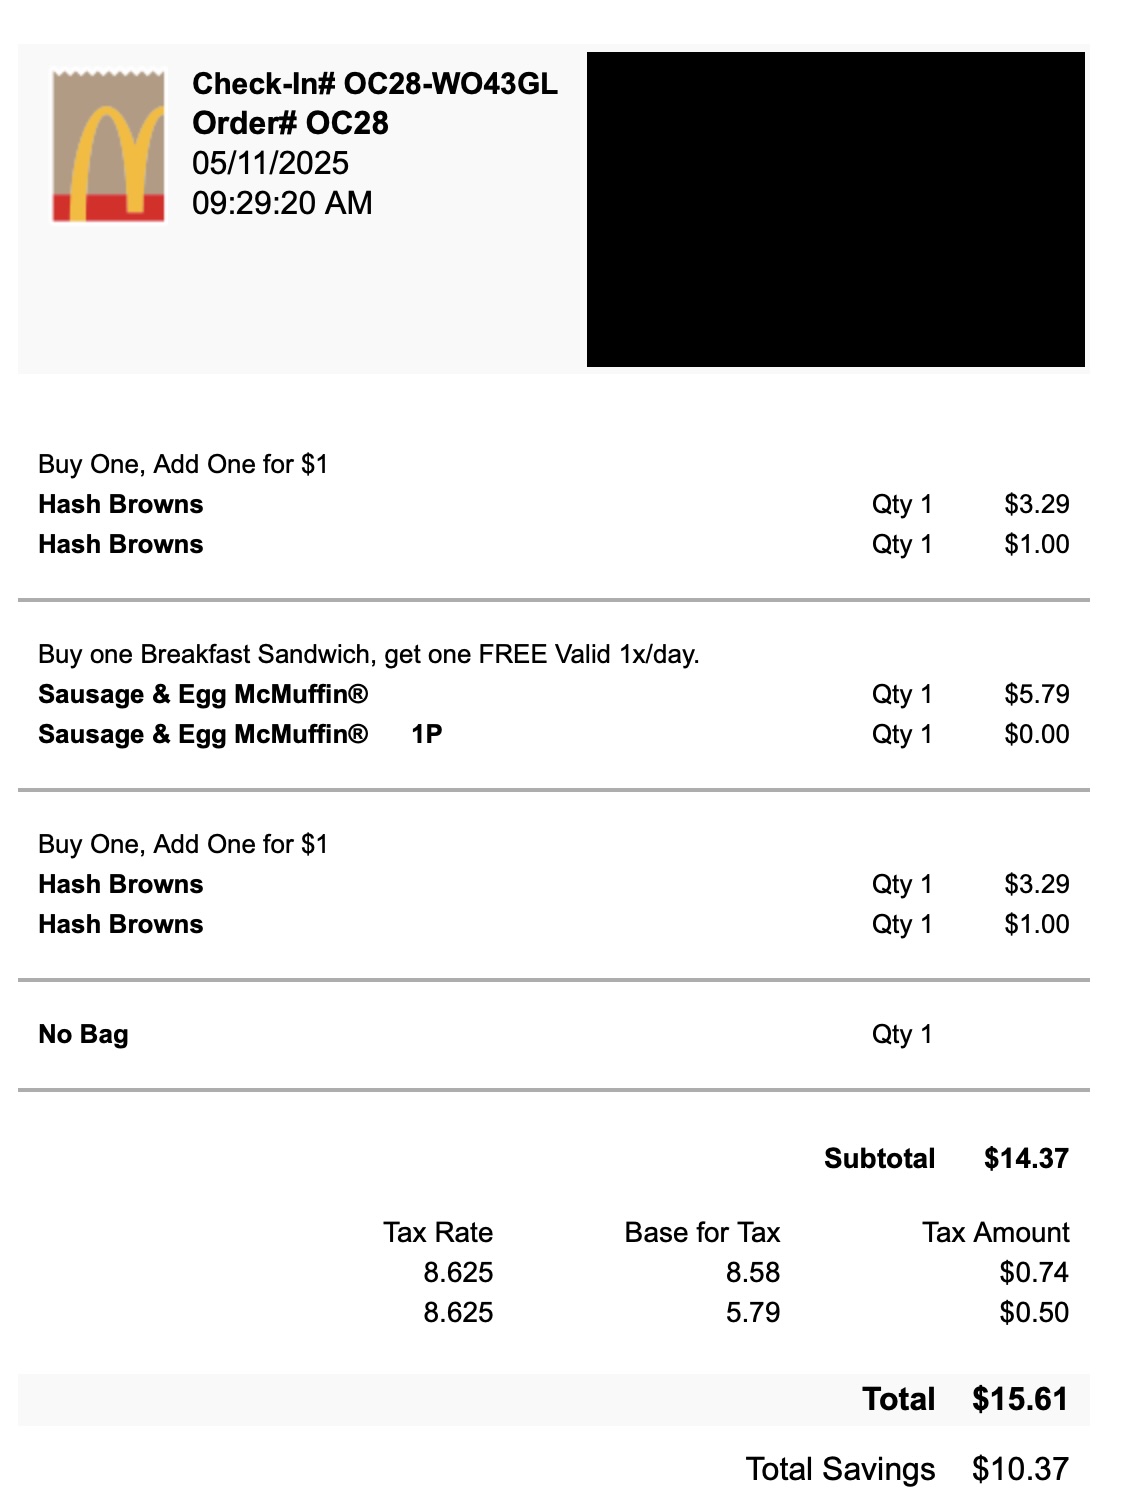 Check-In# OC28-WO43GL
Order# OC28
05/11/2025
09:29:20 AM
Buy One, Add One for $1
Hash Browns Qty 1 $3.29
Hash Browns Qty 1 $1.00
Buy one Breakfast Sandwich, get one FREE Valid 1x/day.
Sausage & Egg McMuffin® Qty 1 $5.79
Sausage & Egg McMuffin® 1P Qty 1 $0.00
Buy One, Add One for $1
Hash Browns Qty 1 $3.29
Hash Browns Qty 1 $1.00
No Bag Qty 1
Subtotal $14.37
Tax Rate Base for Tax Tax Amount
8.625 8.58 $0.74
8.625 5.79 $0.50
Total $15.61
Total Savings $10.37